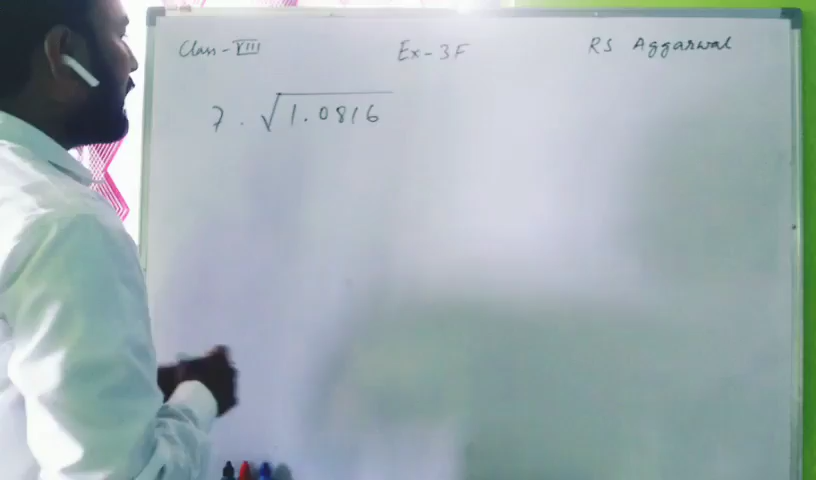 Class - VIII Ex - 3F RS Aggarwal
7. √1.0816